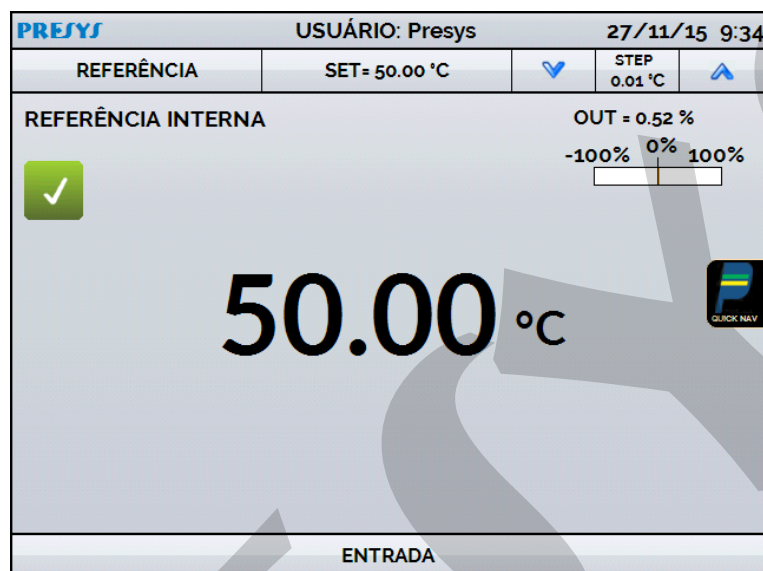 PRESYS USUÁRIO: Presys 27/11/15 9:34
REFERÊNCIA SET= 50.00 °C STEP
0.01 °C
REFERÊNCIA INTERNA OUT = 0.52 %
-100% 0% 100%
50.00 °C
QUICK NAV
ENTRADA